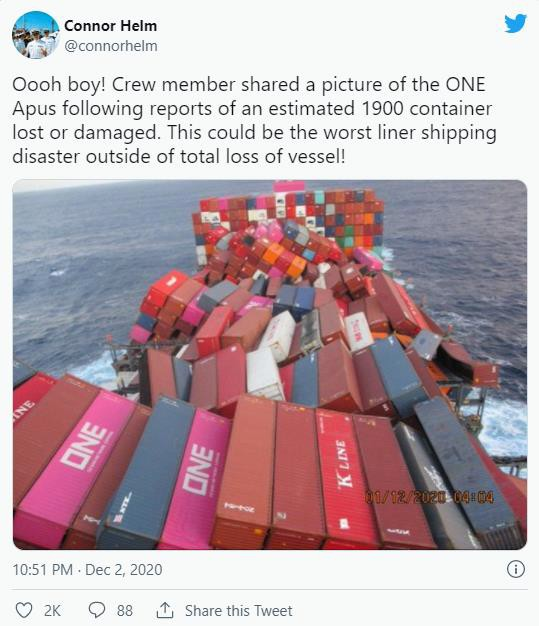 Connor Helm
@connorhelm
Oooh boy! Crew member shared a picture of the ONE
Apus following reports of an estimated 1900 container
lost or damaged. This could be the worst liner shipping
disaster outside of total loss of vessel!
ONE
ONE
K LINE
01/12/2020 04:04
10:51 PM · Dec 2, 2020
2K
88
Share this Tweet